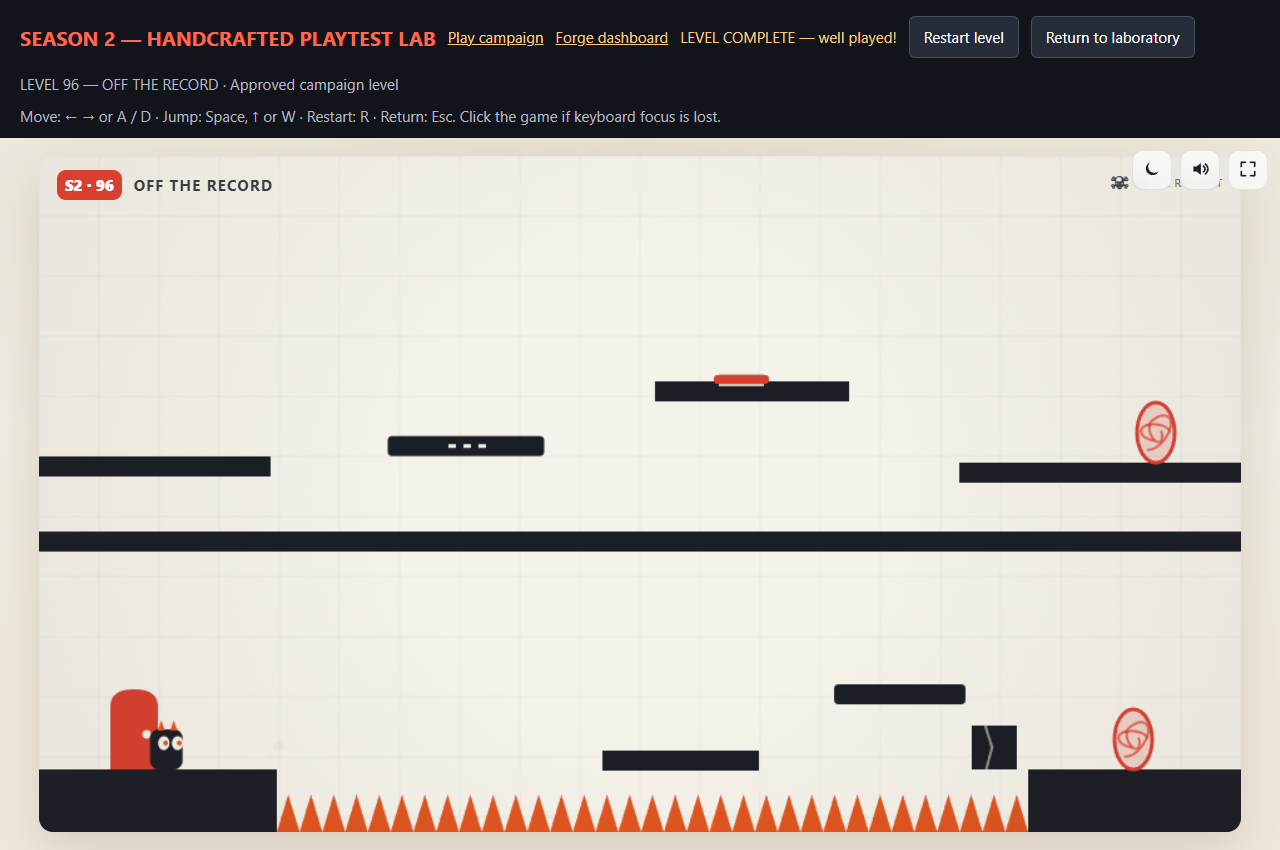 SEASON 2 — HANDCRAFTED PLAYTEST LAB Play campaign Forge dashboard LEVEL COMPLETE — well played! Restart level Return to laboratory
LEVEL 96 — OFF THE RECORD · Approved campaign level
Move: ← → or A / D · Jump: Space, ↑ or W · Restart: R · Return: Esc. Click the game if keyboard focus is lost.
S2 · 96 OFF THE RECORD